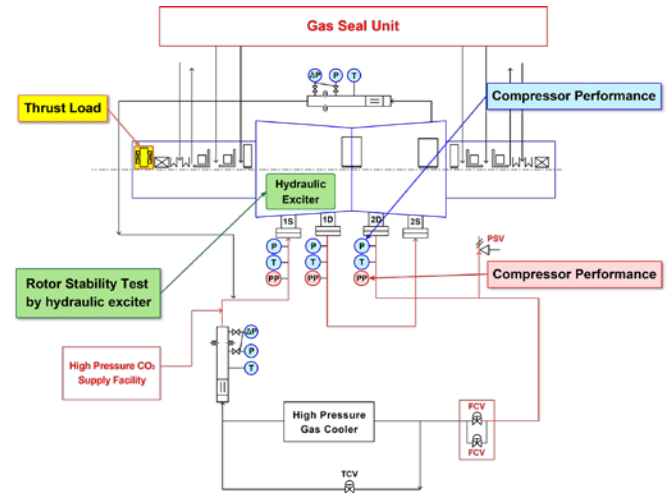 Gas Seal Unit
ΔP P T
Thrust Load
Compressor Performance
Hydraulic
Exciter
1S 1D 2D 2S
P P P
T T T
PP PP PP
PSV
Rotor Stability Test
by hydraulic exciter
Compressor Performance
High Pressure CO₂
Supply Facility
ΔP
P
T
High Pressure
Gas Cooler
FCV
FCV
TCV